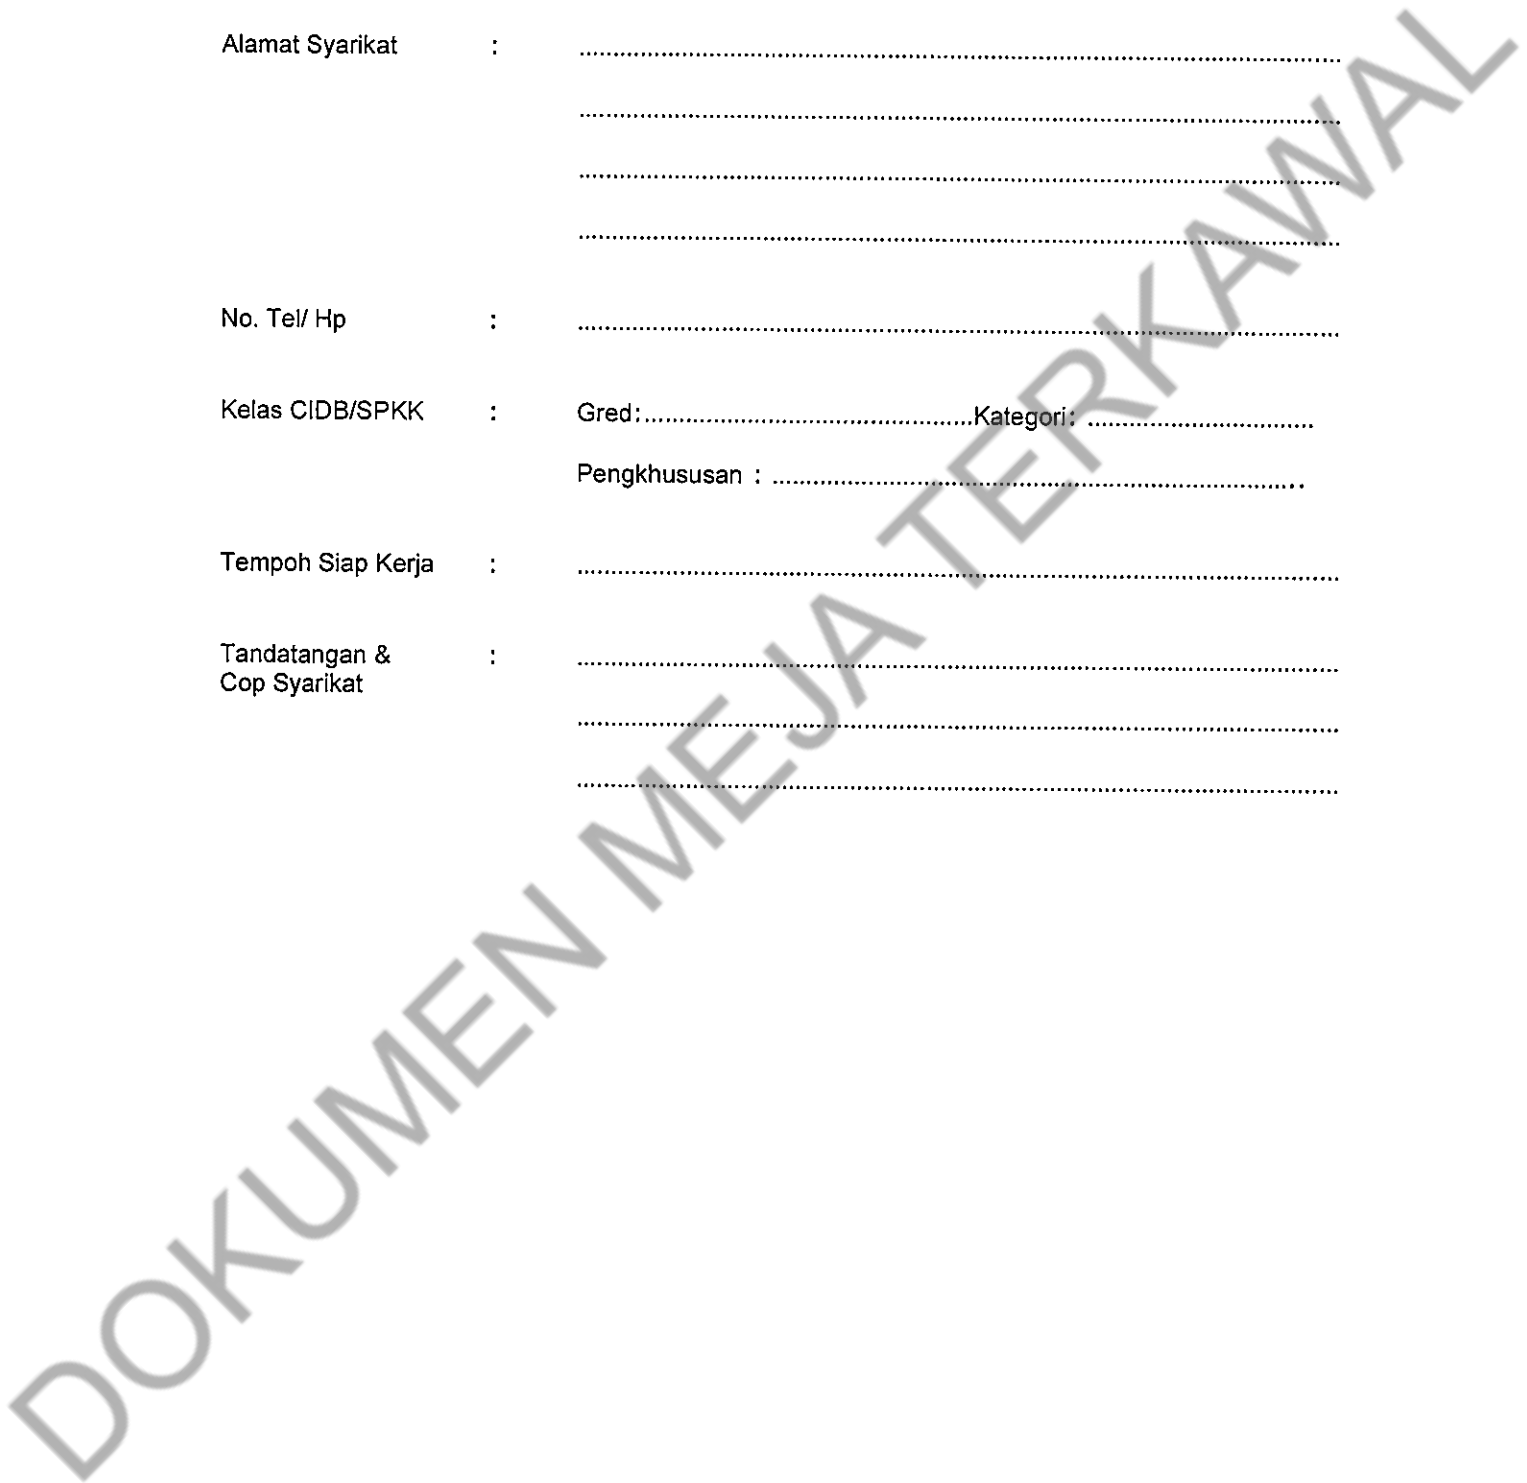 Alamat Syarikat : ....................................................................................
....................................................................................
....................................................................................
....................................................................................
No. Tel/ Hp : ....................................................................................
Kelas CIDB/SPKK : Gred:....................................Kategori: .........................
Pengkhususan : ...........................................................
Tempoh Siap Kerja : ....................................................................................
Tandatangan & : ....................................................................................
Cop Syarikat
....................................................................................
....................................................................................
DOKUMEN MEJA TERKAWAL